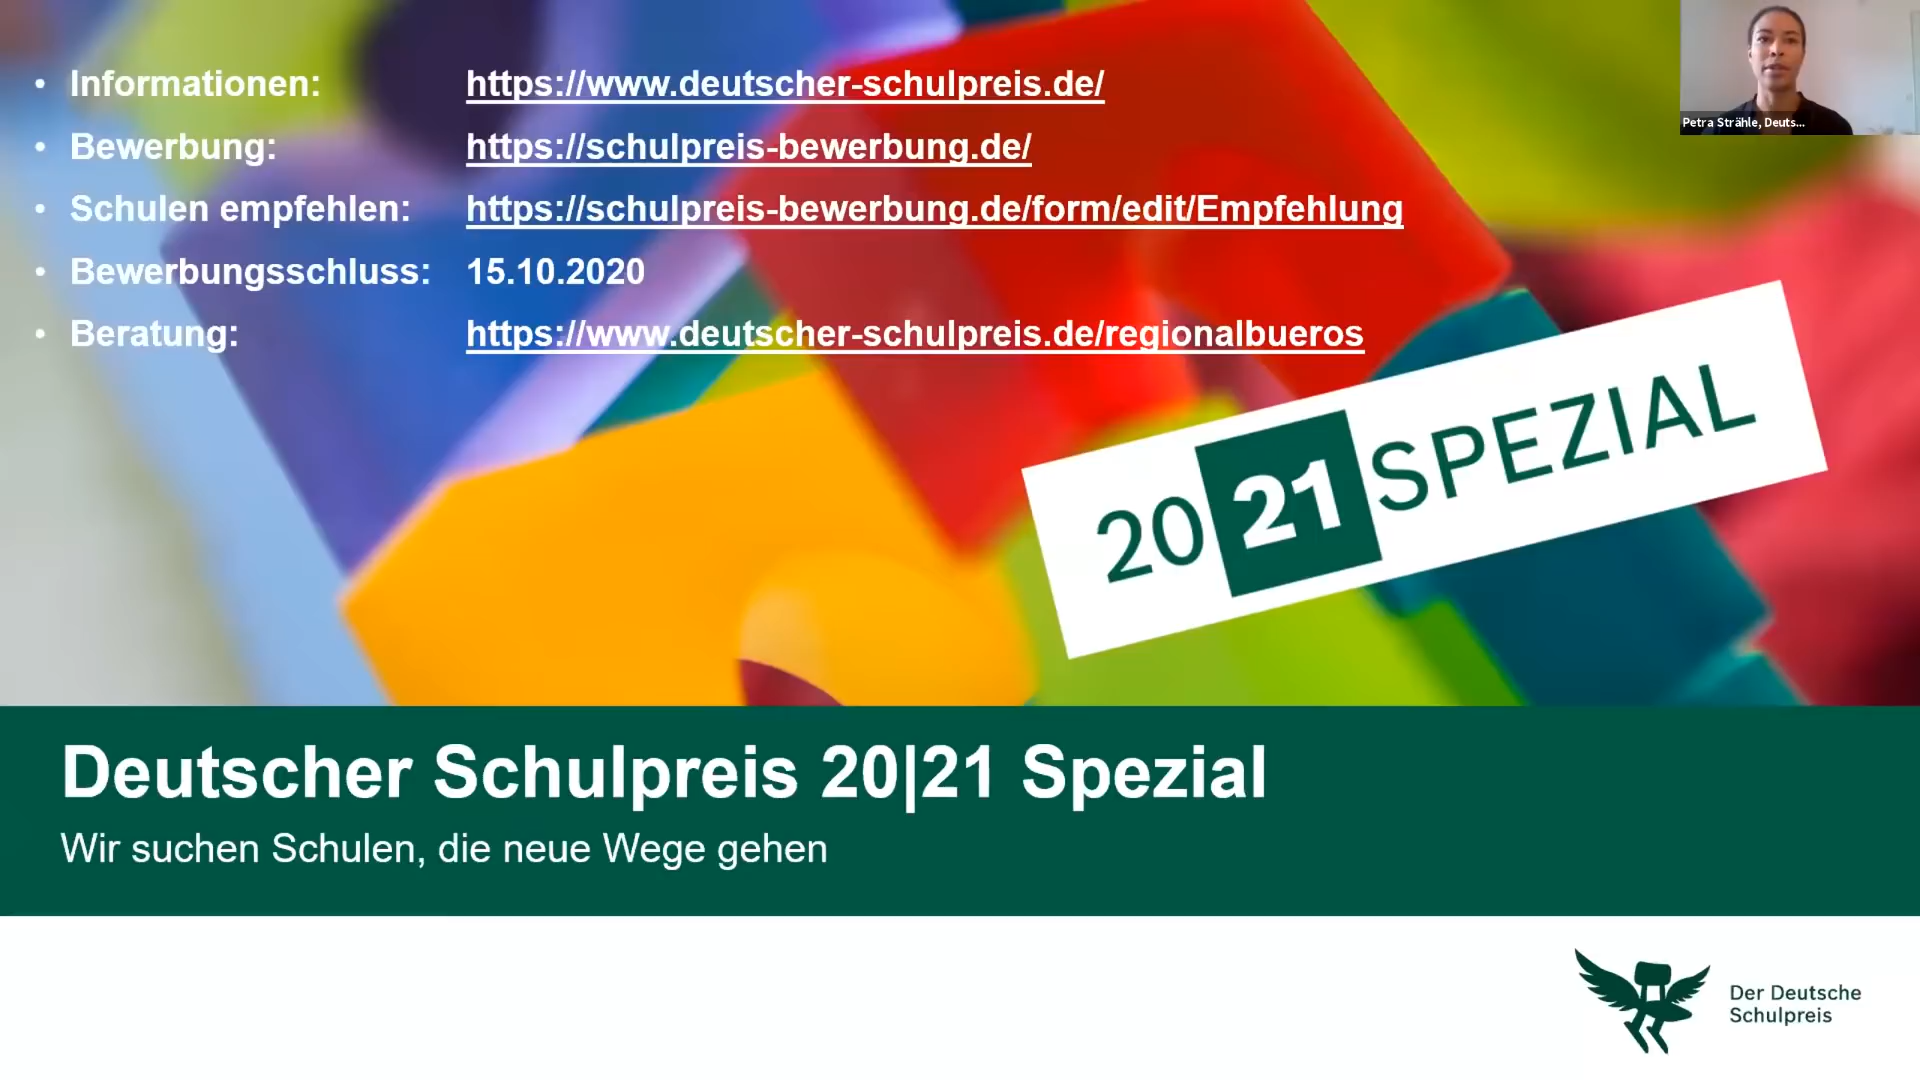 • Informationen: https://www.deutscher-schulpreis.de/
• Bewerbung: https://schulpreis-bewerbung.de/
• Schulen empfehlen: https://schulpreis-bewerbung.de/form/edit/Empfehlung
• Bewerbungsschluss: 15.10.2020
• Beratung: https://www.deutscher-schulpreis.de/regionalbueros
Petra Strähle, Deuts...
20 21 SPEZIAL
Deutscher Schulpreis 20|21 Spezial
Wir suchen Schulen, die neue Wege gehen
Der Deutsche
Schulpreis